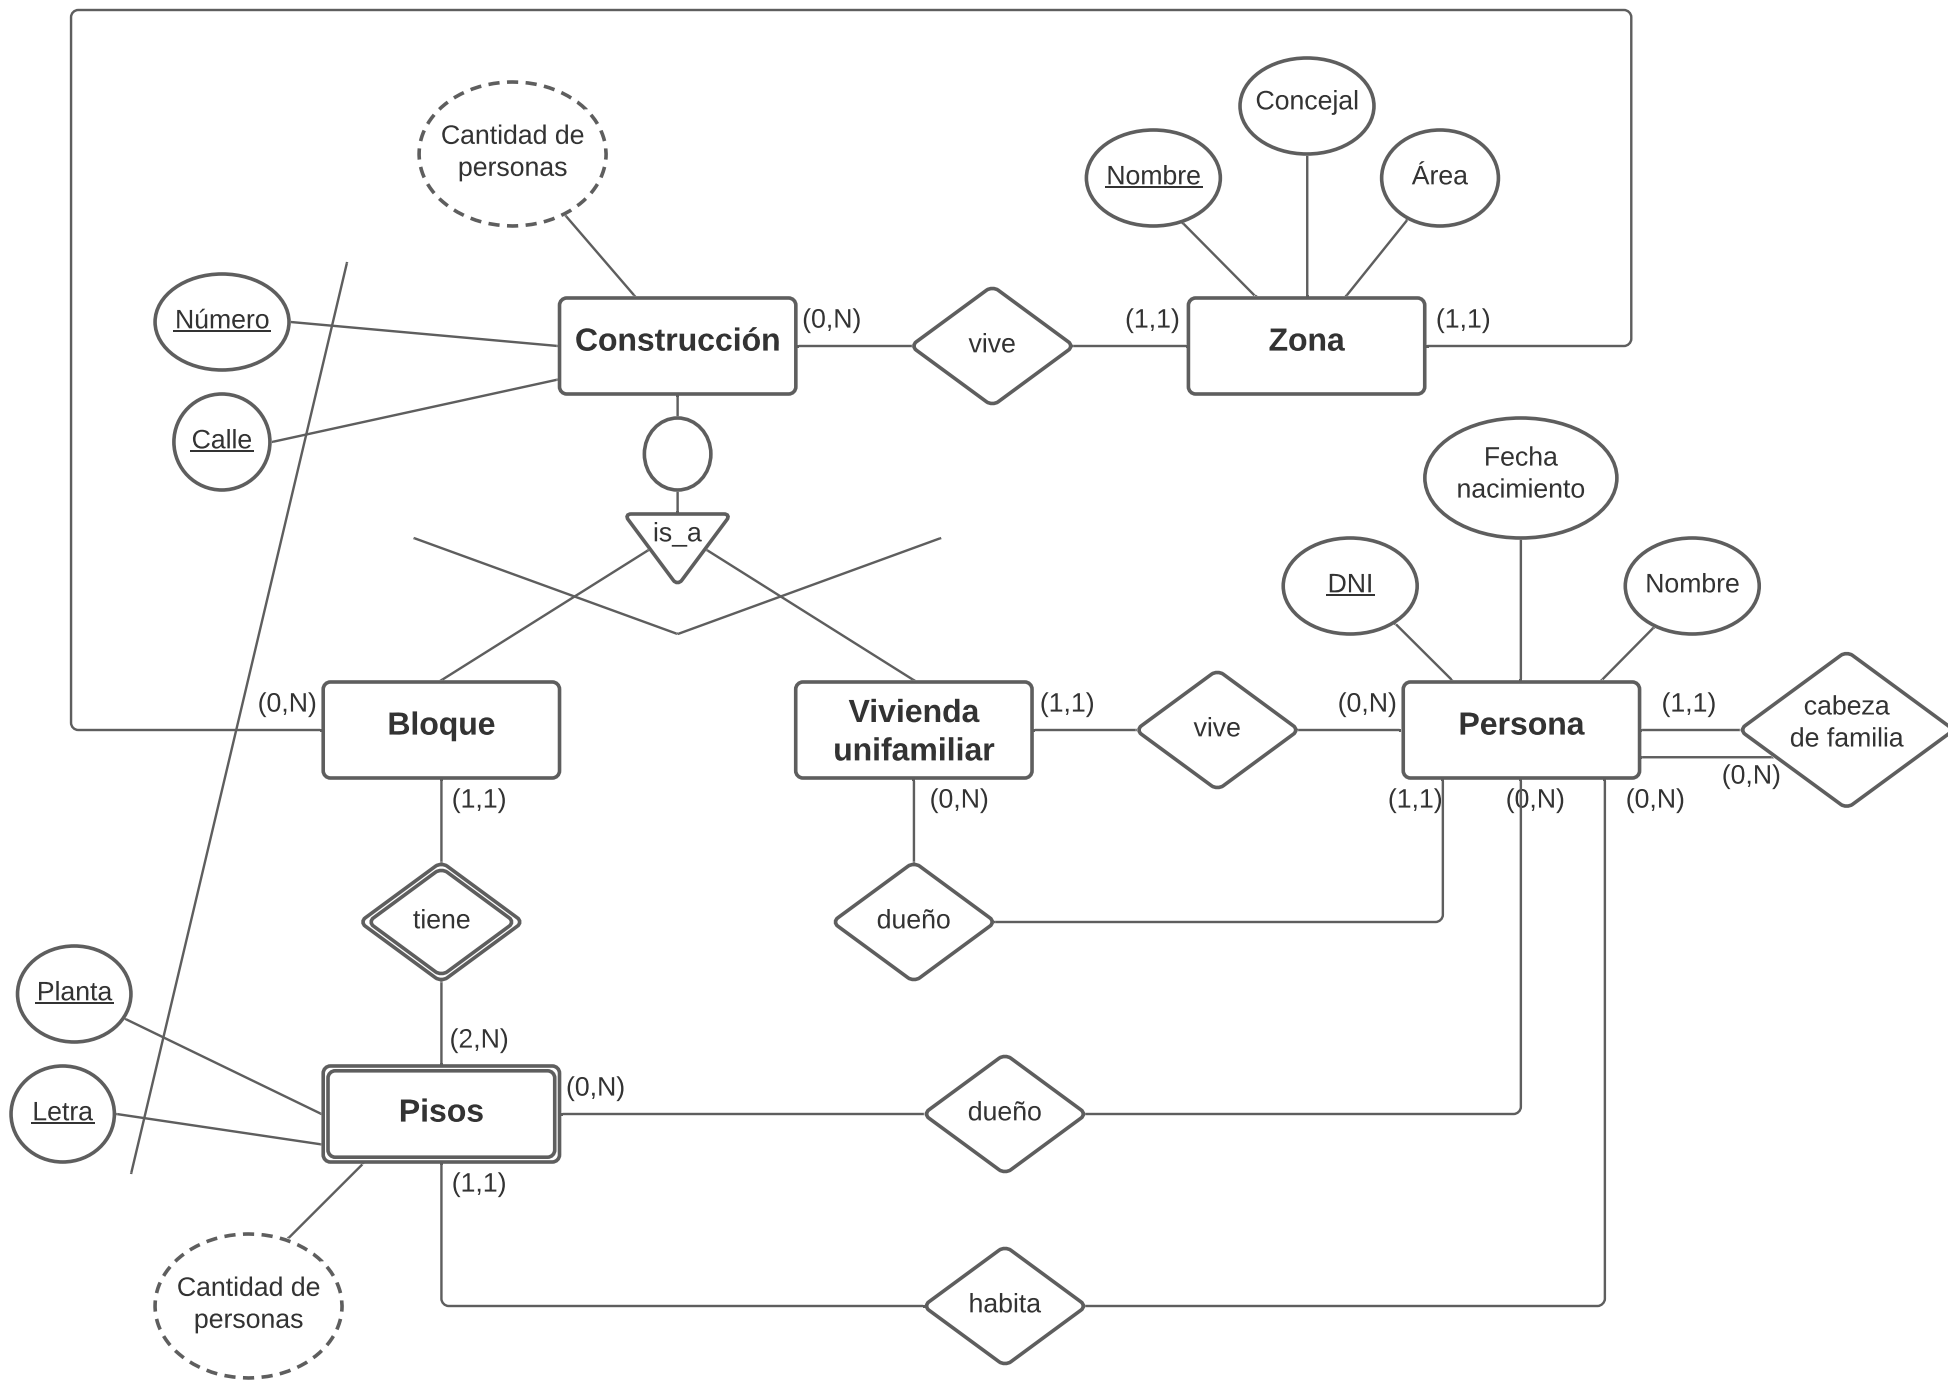 Concejal
Cantidad de
personas
Nombre
Área
Número
Construcción
(0,N)
vive
(1,1)
Zona
(1,1)
Calle
Fecha
nacimiento
is_a
DNI
Nombre
(0,N)
Bloque
Vivienda
unifamiliar
(1,1)
vive
(0,N)
Persona
(1,1)
cabeza
de familia
(0,N)
(1,1)
(0,N)
(1,1)
(0,N)
(0,N)
tiene
dueño
Planta
(2,N)
Letra
Pisos
(0,N)
dueño
(1,1)
Cantidad de
personas
habita